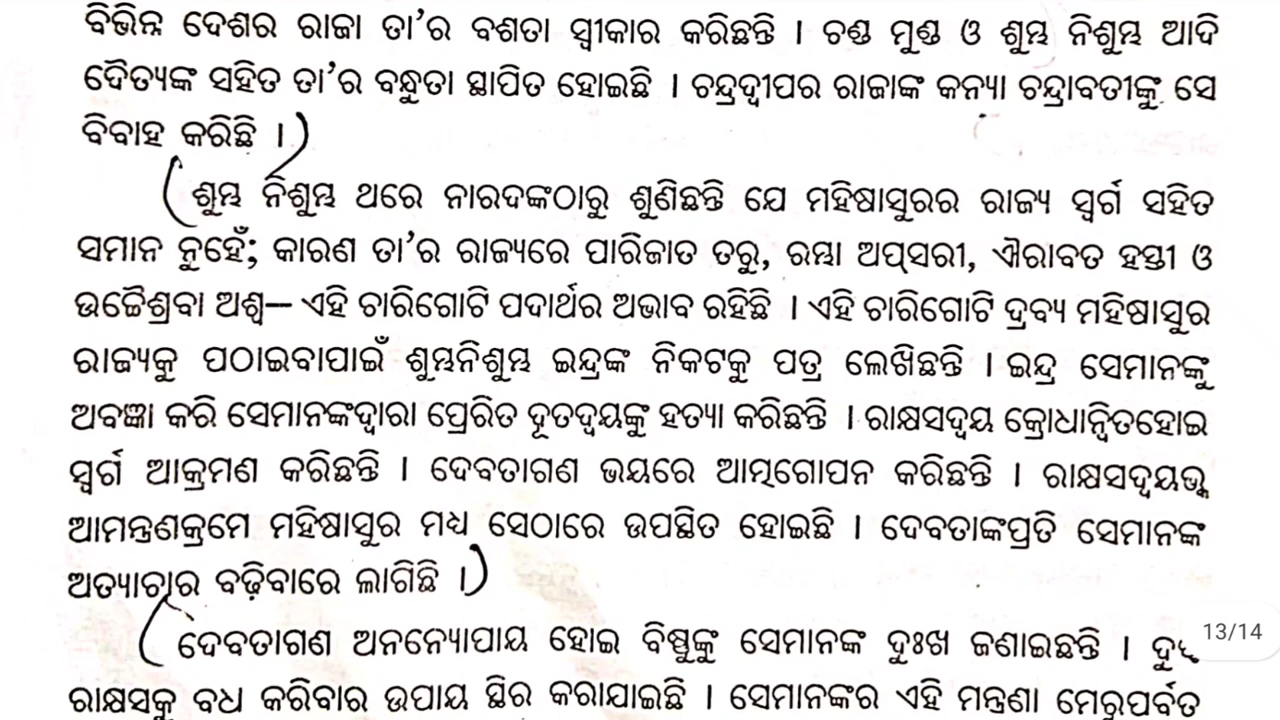 ବିଭିନ୍ନ ଦେଶର ରାଜା ତା'ର ବଶତା ସ୍ୱୀକାର କରିଛନ୍ତି । ଚଣ୍ଡ ମୁଣ୍ଡ ଓ ଶୁମ୍ଭ ନିଶୁମ୍ଭ ଆଦି
ଦୈତ୍ୟଙ୍କ ସହିତ ତା'ର ବନ୍ଧୁତା ସ୍ଥାପିତ ହୋଇଛି । ଚନ୍ଦ୍ରଦ୍ୱୀପର ରାଜାଙ୍କ କନ୍ୟା ଚନ୍ଦ୍ରାବତୀଙ୍କୁ ସେ
ବିବାହ କରିଛି ।)
(ଶୁମ୍ଭ ନିଶୁମ୍ଭ ଥରେ ନାରଦଙ୍କଠାରୁ ଶୁଣିଛନ୍ତି ଯେ ମହିଷାସୁରର ରାଜ୍ୟ ସ୍ୱର୍ଗ ସହିତ
ସମାନ ନୁହେଁ; କାରଣ ତା'ର ରାଜ୍ୟରେ ପାରିଜାତ ତରୁ, ରମ୍ଭା ଅପ୍‌ସରୀ, ଐରାବତ ହସ୍ତୀ ଓ
ଉଚ୍ଚୈଶ୍ରବା ଅଶ୍ୱ— ଏହି ଚାରିଗୋଟି ପଦାର୍ଥର ଅଭାବ ରହିଛି । ଏହି ଚାରିଗୋଟି ଦ୍ରବ୍ୟ ମହିଷାସୁର
ରାଜ୍ୟକୁ ପଠାଇବାପାଇଁ ଶୁମ୍ଭନିଶୁମ୍ଭ ଇନ୍ଦ୍ରଙ୍କ ନିକଟକୁ ପତ୍ର ଲେଖିଛନ୍ତି । ଇନ୍ଦ୍ର ସେମାନଙ୍କୁ
ଅବଜ୍ଞା କରି ସେମାନଙ୍କଦ୍ୱାରା ପ୍ରେରିତ ଦୂତଦ୍ୱୟଙ୍କୁ ହତ୍ୟା କରିଛନ୍ତି । ରାକ୍ଷସଦ୍ୱୟ କ୍ରୋଧାନ୍ୱିତହୋଇ
ସ୍ୱର୍ଗ ଆକ୍ରମଣ କରିଛନ୍ତି । ଦେବତାଗଣ ଭୟରେ ଆତ୍ମଗୋପନ କରିଛନ୍ତି ।
ଆମନ୍ତ୍ରଣକ୍ରମେ ମହିଷାସୁର ମଧ୍ୟ ସେଠାରେ ଉପସ୍ଥିତ ହୋଇଛି । ଦେବତାଙ୍କପ୍ରତି ସେମାନଙ୍କ
ଅତ୍ୟାଚାର ବଢ଼ିବାରେ ଲାଗିଛି ।)
(ଦେବତାଗଣ ଅନନ୍ୟୋପାୟ ହୋଇ ବିଷ୍ଣୁଙ୍କୁ ସେମାନଙ୍କ ଦୁଃଖ ଜଣାଇଛନ୍ତି ।
13/14
ରାକ୍ଷସକୁ ବଧ କରିବାର ଉପାୟ ସ୍ଥିର କରାଯାଇଛି । ସେମାନଙ୍କର ଏହି ମନ୍ତ୍ରଣା ମେରୁପର୍ବତ